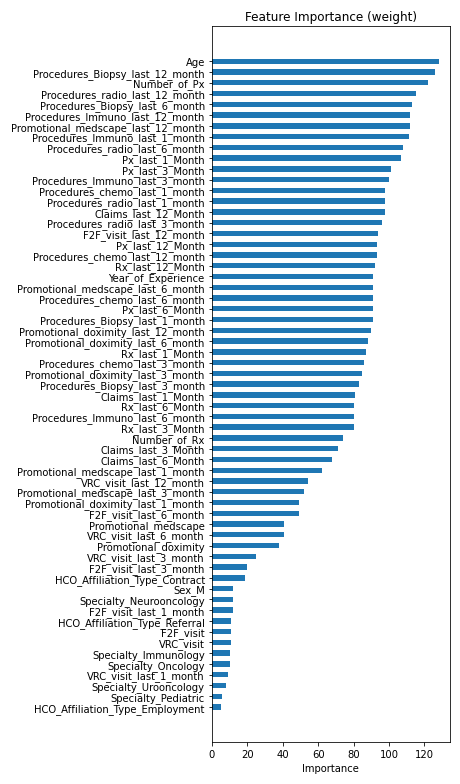 Feature Importance (weight)
Age
Procedures_Biopsy_last_12_month
Number_of_Px
Procedures_radio_last_12_month
Procedures_Biopsy_last_6_month
Procedures_Immuno_last_12_month
Promotional_medscape_last_12_month
Procedures_Immuno_last_1_month
Procedures_radio_last_6_month
Px_last_1_Month
Px_last_3_Month
Procedures_Immuno_last_3_month
Procedures_chemo_last_1_month
Procedures_radio_last_1_month
Claims_last_12_Month
Procedures_radio_last_3_month
F2F_visit_last_12_month
Px_last_12_Month
Procedures_chemo_last_12_month
Rx_last_12_Month
Year_of_Experience
Promotional_medscape_last_6_month
Procedures_chemo_last_6_month
Px_last_6_Month
Procedures_Biopsy_last_1_month
Promotional_doximity_last_12_month
Promotional_doximity_last_6_month
Rx_last_1_Month
Procedures_chemo_last_3_month
Promotional_doximity_last_3_month
Procedures_Biopsy_last_3_month
Claims_last_1_Month
Rx_last_6_Month
Procedures_Immuno_last_6_month
Rx_last_3_Month
Number_of_Rx
Claims_last_3_Month
Claims_last_6_Month
Promotional_medscape_last_1_month
VRC_visit_last_12_month
Promotional_medscape_last_3_month
Promotional_doximity_last_1_month
F2F_visit_last_6_month
Promotional_medscape
VRC_visit_last_6_month
Promotional_doximity
VRC_visit_last_3_month
F2F_visit_last_3_month
HCO_Affiliation_Type_Contract
Sex_M
Specialty_Neurooncology
F2F_visit_last_1_month
HCO_Affiliation_Type_Referral
F2F_visit
VRC_visit
Specialty_Immunology
Specialty_Oncology
VRC_visit_last_1_month
Specialty_Urooncology
Specialty_Pediatric
HCO_Affiliation_Type_Employment
0 20 40 60 80 100 120
Importance